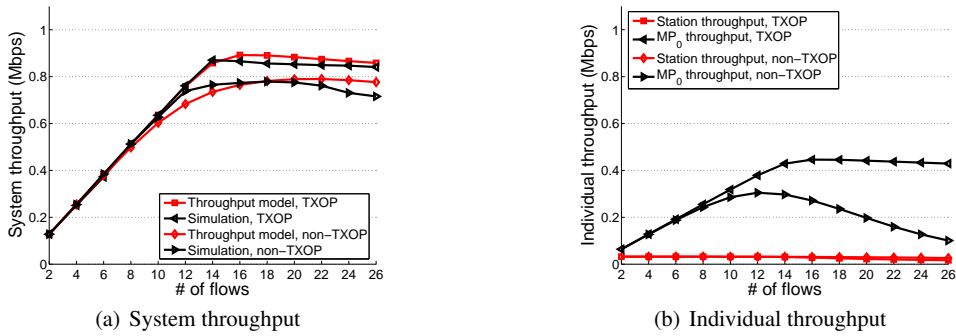 System throughput (Mbps)
1
0.8
0.6
0.4
0.2
0
2 4 6 8 10 12 14 16 18 20 22 24 26
# of flows
Throughput model, TXOP
Simulation, TXOP
Throughput model, non−TXOP
Simulation, non−TXOP
(a) System throughput
Individual throughput (Mbps)
1
0.8
0.6
0.4
0.2
0
2 4 6 8 10 12 14 16 18 20 22 24 26
# of flows
Station throughput, TXOP
MP0 throughput, TXOP
Station throughput, non−TXOP
MP0 throughput, non−TXOP
(b) Individual throughput